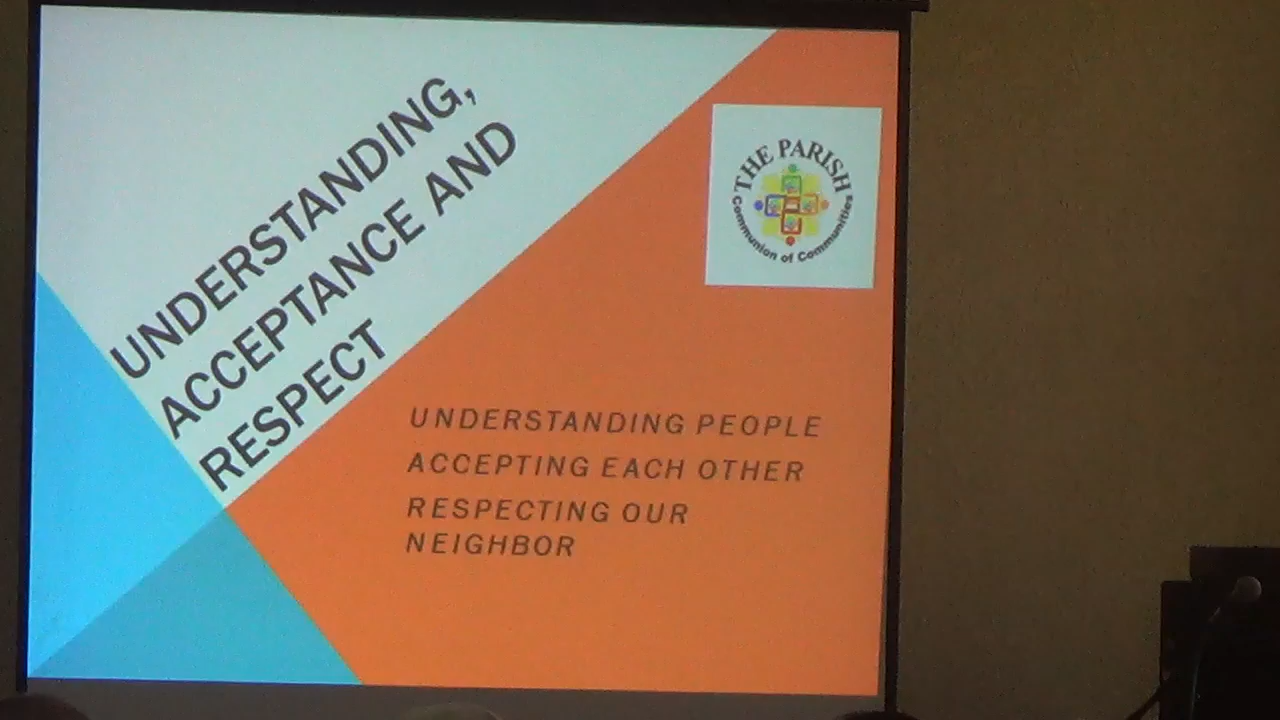 UNDERSTANDING,
ACCEPTANCE AND
RESPECT
THE PARISH
Communion of Communities
UNDERSTANDING PEOPLE
ACCEPTING EACH OTHER
RESPECTING OUR
NEIGHBOR